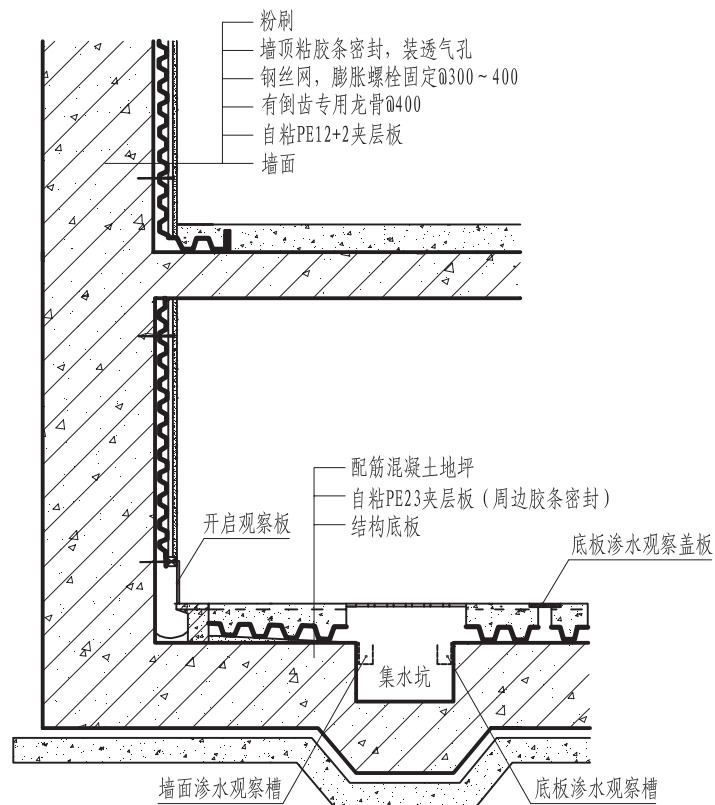 粉刷
墙顶粘胶条密封，装透气孔
钢丝网，膨胀螺栓固定@300～400
有倒齿专用龙骨@400
自粘PE12+2夹层板
墙面
配筋混凝土地坪
自粘PE23夹层板（周边胶条密封）
结构底板
开启观察板
底板渗水观察盖板
集水坑
墙面渗水观察槽
底板渗水观察槽